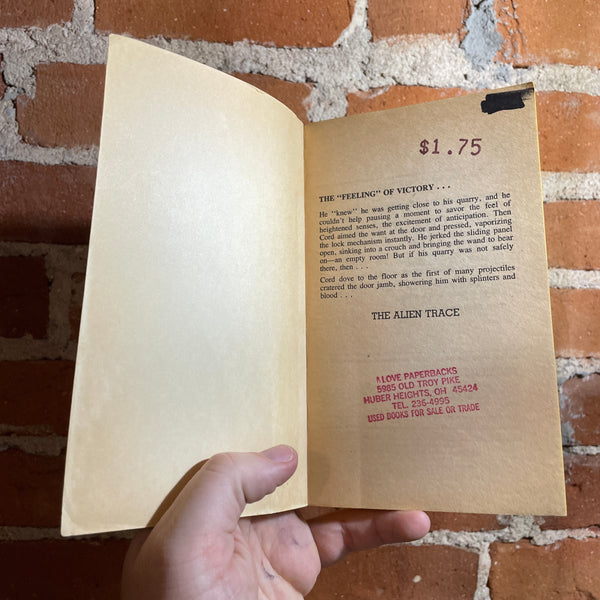 $1.75
THE "FEELING" OF VICTORY . . .
He "knew" he was getting close to his quarry, and he
couldn't help pausing a moment to savor the feel of
heightened senses, the excitement of anticipation. Then
Cord aimed the want at the door and pressed, vaporizing
the lock mechanism instantly. He jerked the sliding panel
open, sinking into a crouch and bringing the wand to bear
on—an empty room! But if his quarry was not safely
there, then . . .
Cord dove to the floor as the first of many projectiles
cratered the door jamb, showering him with splinters and
blood . . .
THE ALIEN TRACE
I LOVE PAPERBACKS
5985 OLD TROY PIKE
HUBER HEIGHTS, OH 45424
TEL. 236-4995
USED BOOKS FOR SALE OR TRADE